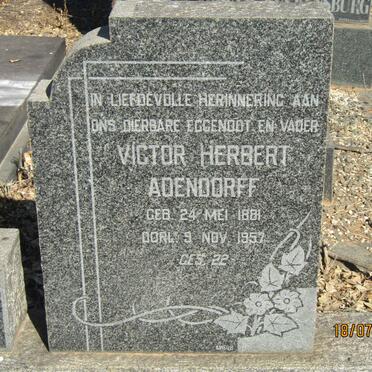 BURG
IN LIEFDEVOLLE HERINNERING AAN
ONS DIERBARE EGGENOOT EN VADER
VICTOR HERBERT
ADENDORFF
GEB. 24 MEI 1881
OORL. 9 NOV. 1957
GES. 22
18/07